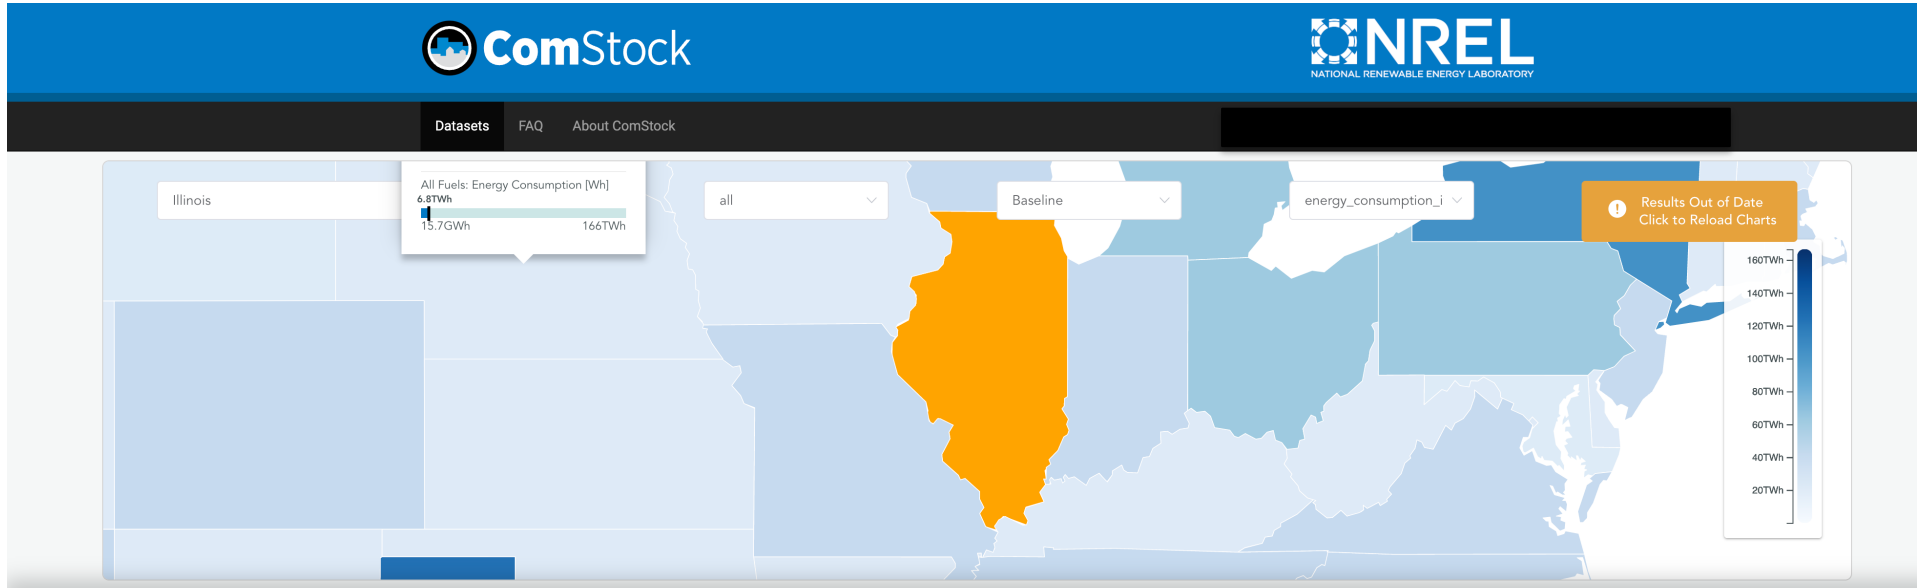 ComStock
NREL
NATIONAL RENEWABLE ENERGY LABORATORY
Datasets
FAQ
About ComStock
Illinois
All Fuels: Energy Consumption [Wh]
6.8TWh
15.7GWh
166TWh
all
Baseline
energy_consumption_i
Results Out of Date
Click to Reload Charts
160TWh
140TWh
120TWh
100TWh
80TWh
60TWh
40TWh
20TWh